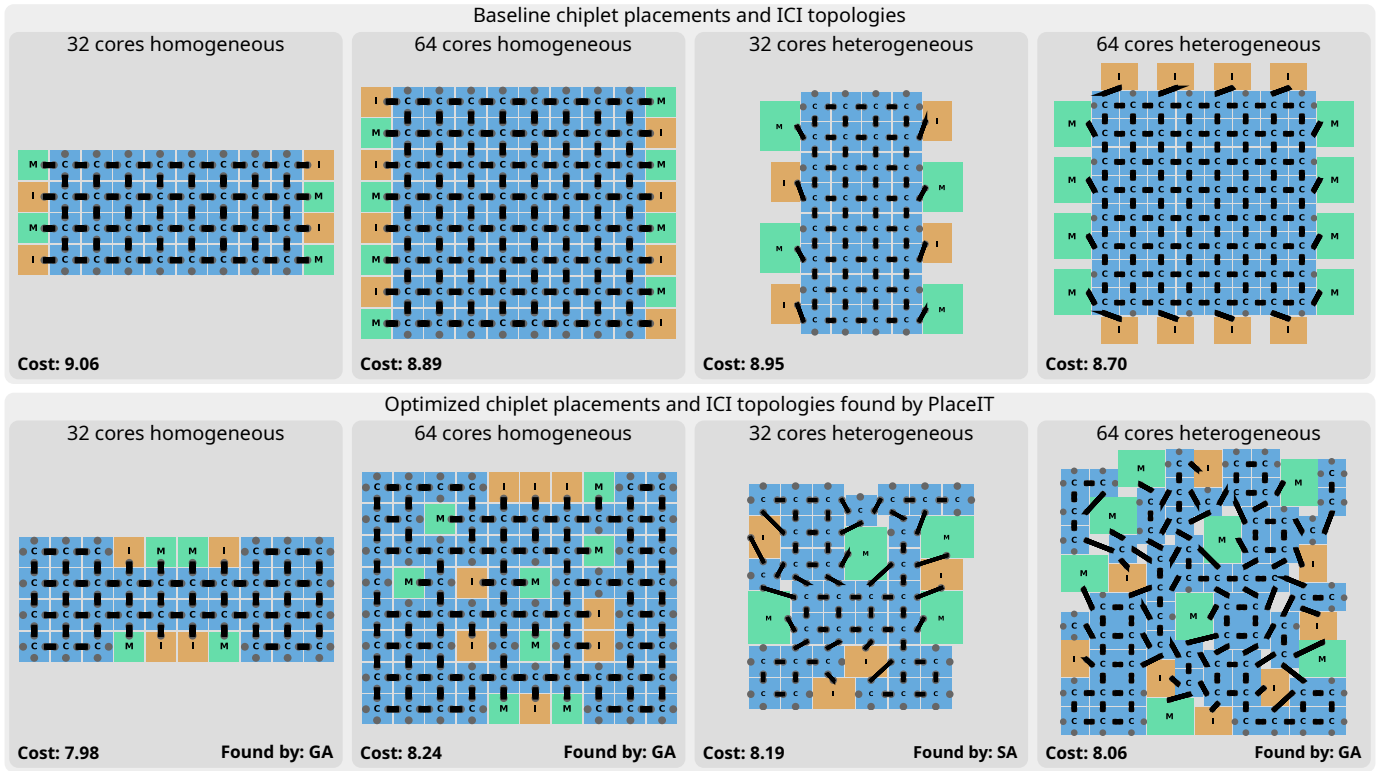 Baseline chiplet placements and ICI topologies
32 cores homogeneous
M C C C C C C C C I
I C C C C C C C C M
M C C C C C C C C I
I C C C C C C C C M
Cost: 9.06
64 cores homogeneous
I C C C C C C C C M
M C C C C C C C C I
I C C C C C C C C M
M C C C C C C C C I
I C C C C C C C C M
M C C C C C C C C I
I C C C C C C C C M
M C C C C C C C C I
Cost: 8.89
32 cores heterogeneous
Cost: 8.95
64 cores heterogeneous
Cost: 8.70
Optimized chiplet placements and ICI topologies found by PlaceIT
32 cores homogeneous
C C C I M M I C C C
C C C C C C C C C C
C C C C C C C C C C
C C C M I I M C C C
Cost: 7.98
Found by: GA
64 cores homogeneous
C C C C I I I M C C
C C M C C C C C C C
C C C C C C C M C C
C M C I C M C C C C
C C C C C C C I C C
C C C I C M C I C C
C C C C C C C C C C
C C C C M I M C C C
Cost: 8.24
Found by: GA
32 cores heterogeneous
Cost: 8.19
Found by: SA
64 cores heterogeneous
Cost: 8.06
Found by: GA